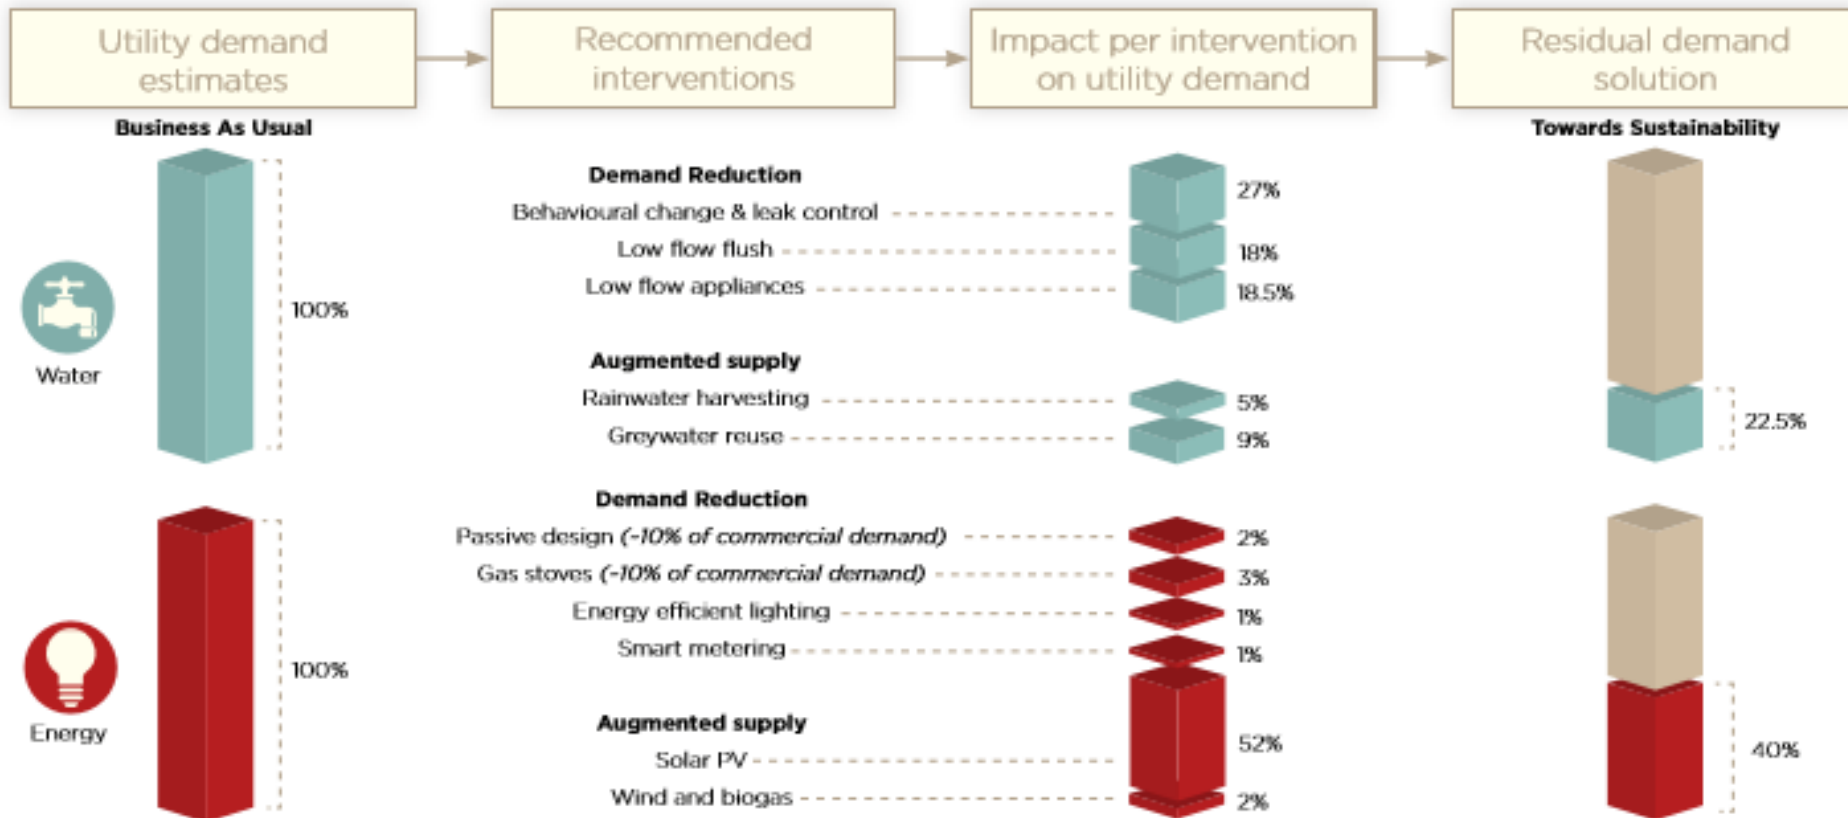 Utility demand
estimates
Recommended
interventions
Impact per intervention
on utility demand
Residual demand
solution
Business As Usual
Towards Sustainability
Water
100%
Demand Reduction
Behavioural change & leak control
27%
Low flow flush
18%
Low flow appliances
18.5%
Augmented supply
Rainwater harvesting
5%
Greywater reuse
9%
22.5%
Energy
100%
Demand Reduction
Passive design (~10% of commercial demand)
2%
Gas stoves (~10% of commercial demand)
3%
Energy efficient lighting
1%
Smart metering
1%
Augmented supply
Solar PV
52%
Wind and biogas
2%
40%